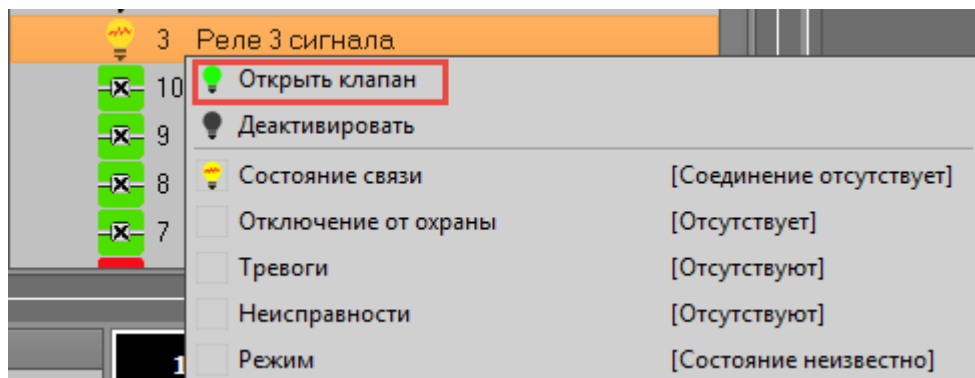 3 Реле 3 сигнала
10 Открыть клапан
9 Деактивировать
8 Состояние связи [Соединение отсутствует]
7 Отключение от охраны [Отсутствует]
Тревоги [Отсутствуют]
Неисправности [Отсутствуют]
1 Режим [Состояние неизвестно]